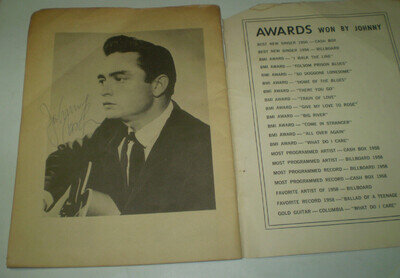 Johnny
Cash
AWARDS WON BY JOHNNY
BEST NEW SINGER 1956 — CASH BOX
BEST NEW SINGER 1956 — BILLBOARD
BMI AWARD — "I WALK THE LINE"
BMI AWARD — "FOLSOM PRISON BLUES"
BMI AWARD — "SO DOGGONE LONESOME"
BMI AWARD — "HOME OF THE BLUES"
BMI AWARD — "THERE YOU GO"
BMI AWARD — "TRAIN OF LOVE"
BMI AWARD — "GIVE MY LOVE TO ROSE"
BMI AWARD — "BIG RIVER"
BMI AWARD — "COME IN STRANGER"
BMI AWARD — "ALL OVER AGAIN"
BMI AWARD — "WHAT DO I CARE"
MOST PROGRAMMED ARTIST — CASH BOX 1958
MOST PROGRAMMED ARTIST — BILLBOARD 1958
MOST PROGRAMMED RECORD — BILLBOARD 1958
MOST PROGRAMMED RECORD — CASH BOX 1958
FAVORITE ARTIST OF 1958 — BILLBOARD
FAVORITE RECORD 1958 — "BALLAD OF A TEENAGE
GOLD GUITAR — COLUMBIA — "WHAT DO I CARE"